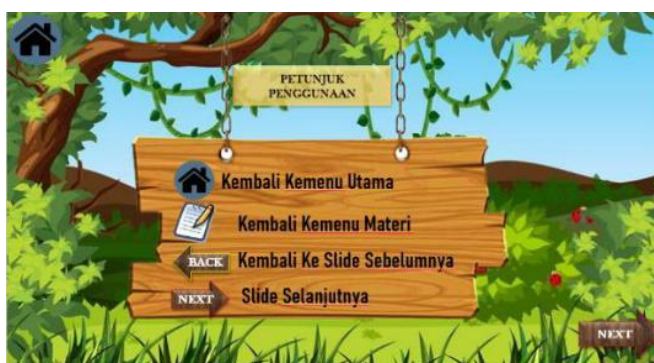 PETUNJUK
PENGGUNAAN
Kembali Kemenu Utama
Kembali Kemenu Materi
BACK Kembali Ke Slide Sebelumnya
NEXT Slide Selanjutnya
NEXT